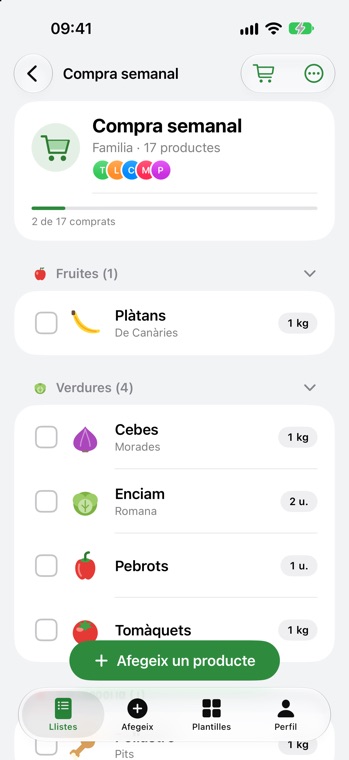 09:41
Compra semanal
Compra semanal
Familia · 17 productes
T L C M P
2 de 17 comprats
Fruites (1)
Plàtans
De Canàries
1 kg
Verdures (4)
Cebes
Morades
1 kg
Enciam
Romana
2 u.
Pebrots
1 u.
Tomàquets
1 kg
+ Afegeix un producte
Llistes
Afegeix
Plantilles
Perfil
Pits
1 kg